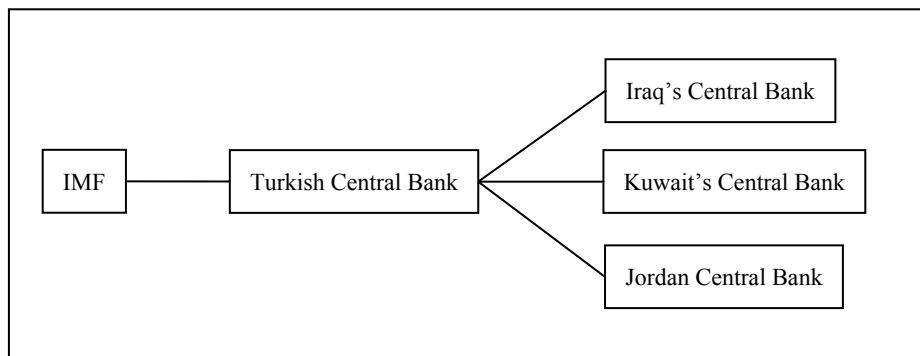 IMF
Turkish Central Bank
Iraq’s Central Bank
Kuwait’s Central Bank
Jordan Central Bank